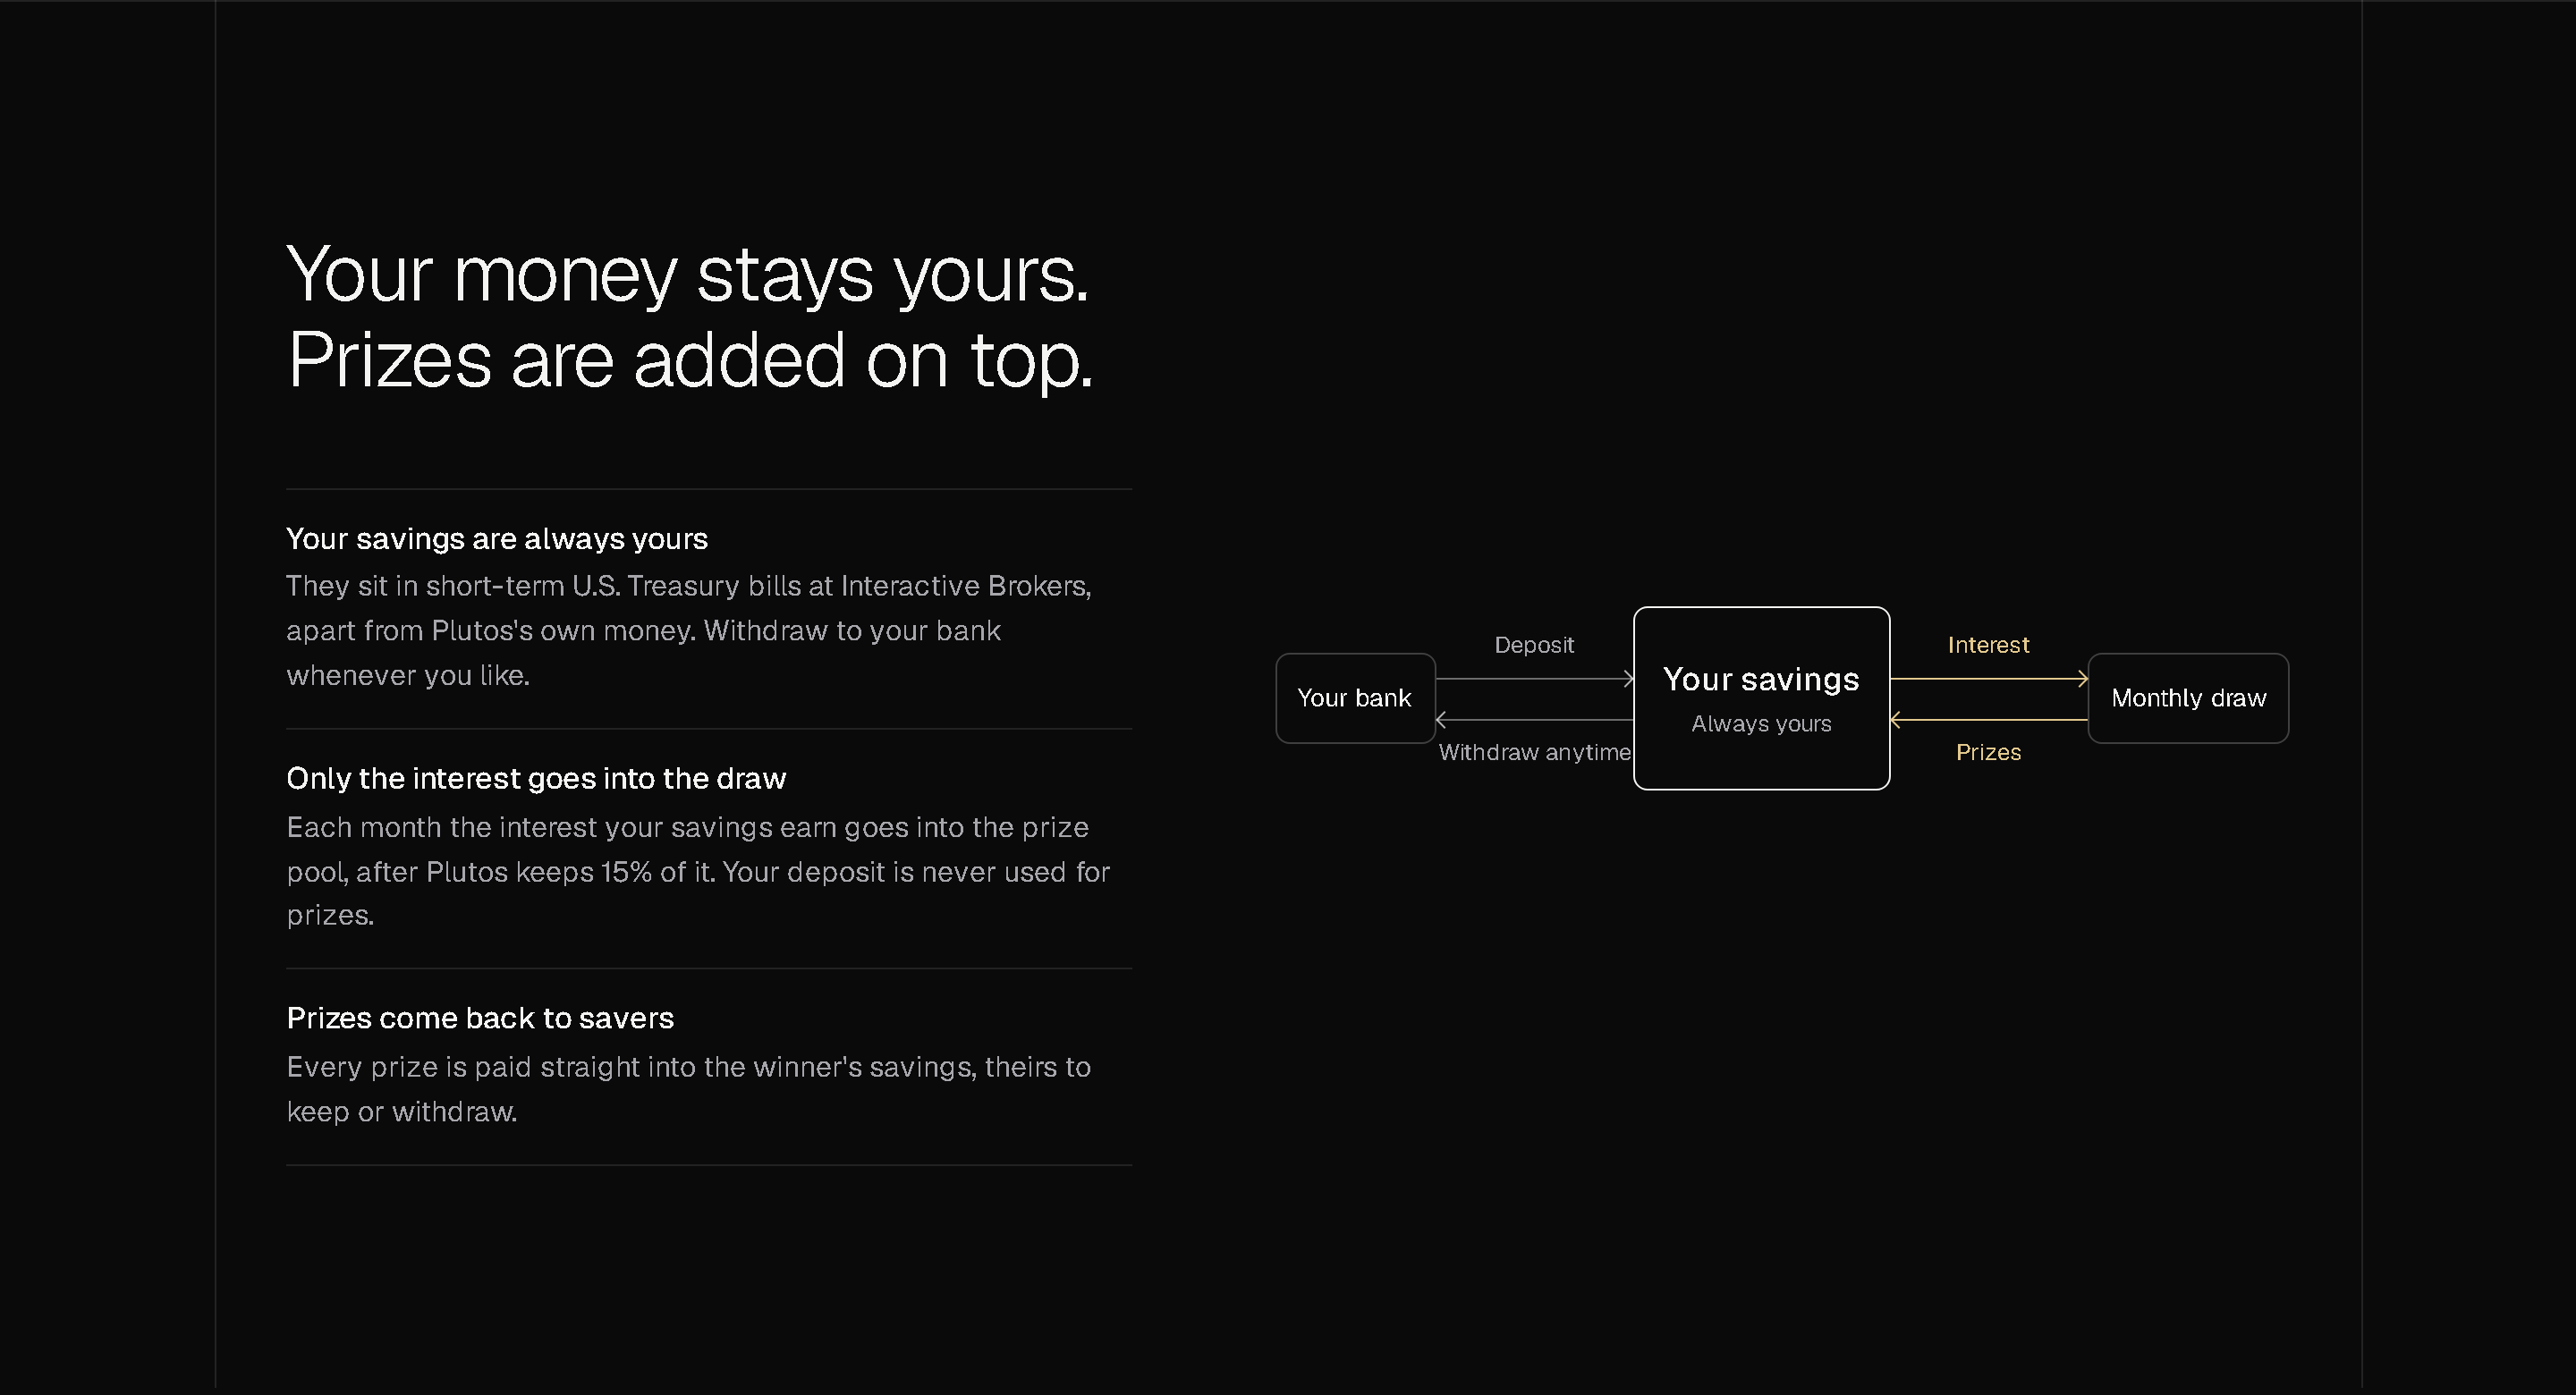 Your money stays yours.
Prizes are added on top.
Your savings are always yours
They sit in short-term U.S. Treasury bills at Interactive Brokers,
apart from Plutos's own money. Withdraw to your bank
whenever you like.
Only the interest goes into the draw
Each month the interest your savings earn goes into the prize
pool, after Plutos keeps 15% of it. Your deposit is never used for
prizes.
Prizes come back to savers
Every prize is paid straight into the winner's savings, theirs to
keep or withdraw.
Your bank
Deposit
Withdraw anytime
Your savings
Always yours
Interest
Prizes
Monthly draw